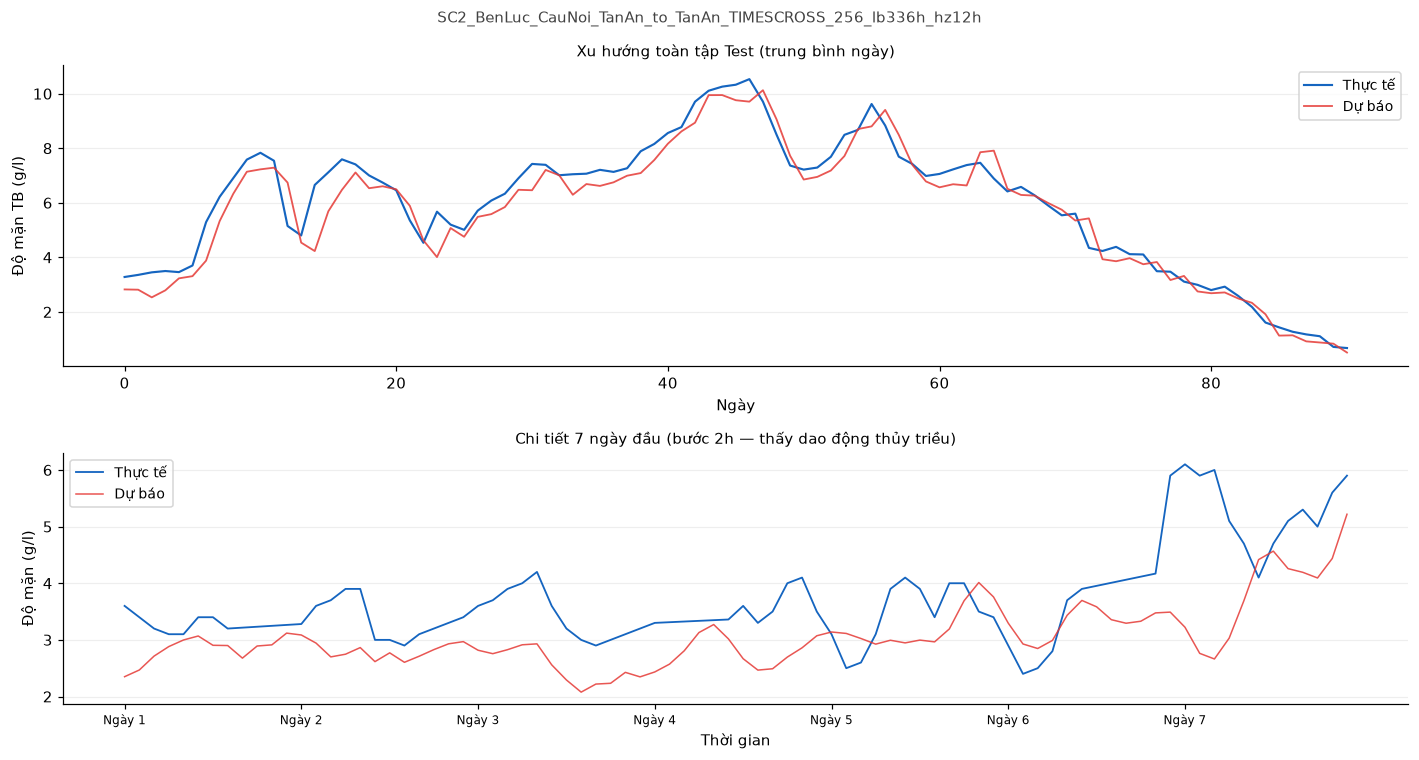 SC2_BenLuc_CauNoi_TanAn_to_TanAn_TIMESCROSS_256_lb336h_hz12h
Xu hướng toàn tập Test (trung bình ngày)
Độ mặn TB (g/l)
10
8
6
4
2
Thực tế
Dự báo
0 20 40 60 80
Ngày
Chi tiết 7 ngày đầu (bước 2h — thấy dao động thủy triều)
Độ mặn (g/l)
6
5
4
3
2
Thực tế
Dự báo
Ngày 1 Ngày 2 Ngày 3 Ngày 4 Ngày 5 Ngày 6 Ngày 7
Thời gian